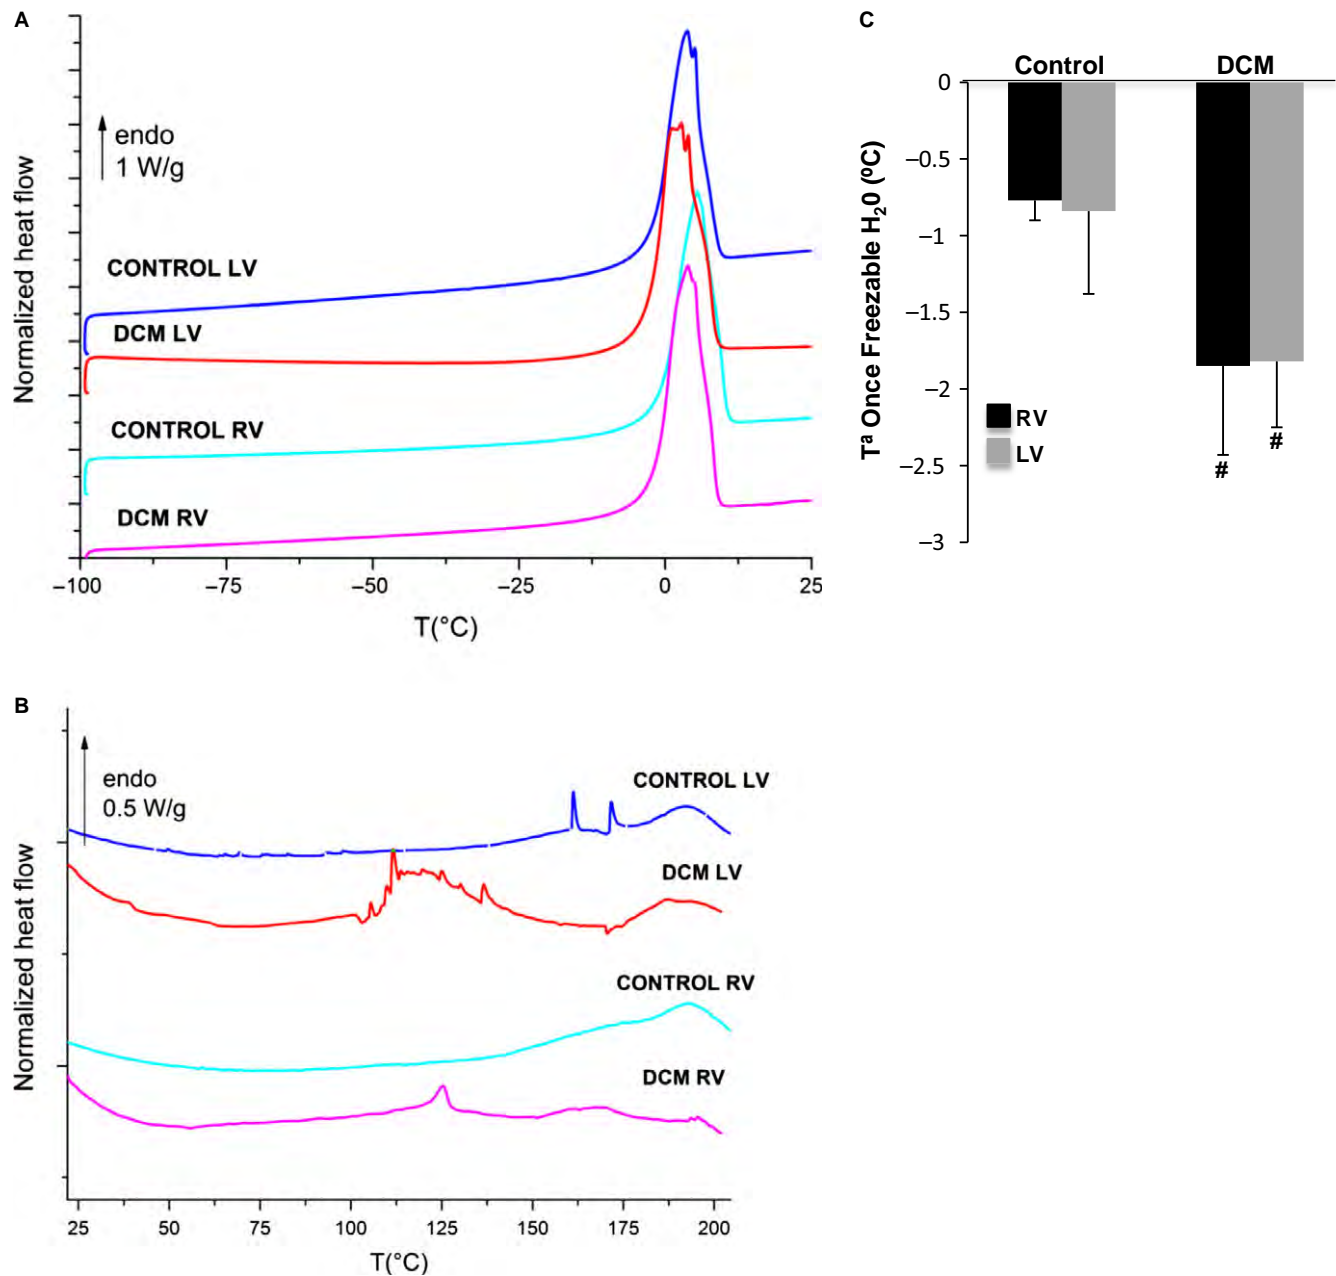 A
endo
1 W/g
Normalized heat flow
CONTROL LV
DCM LV
CONTROL RV
DCM RV
−100
−75
−50
−25
0
25
T(°C)
C
Control
DCM
0
−0.5
−1
−1.5
−2
−2.5
−3
Tª Once Freezable H₂0 (ºC)
RV
LV
#
#
B
endo
0.5 W/g
Normalized heat flow
CONTROL LV
DCM LV
CONTROL RV
DCM RV
25
50
75
100
125
150
175
200
T(°C)